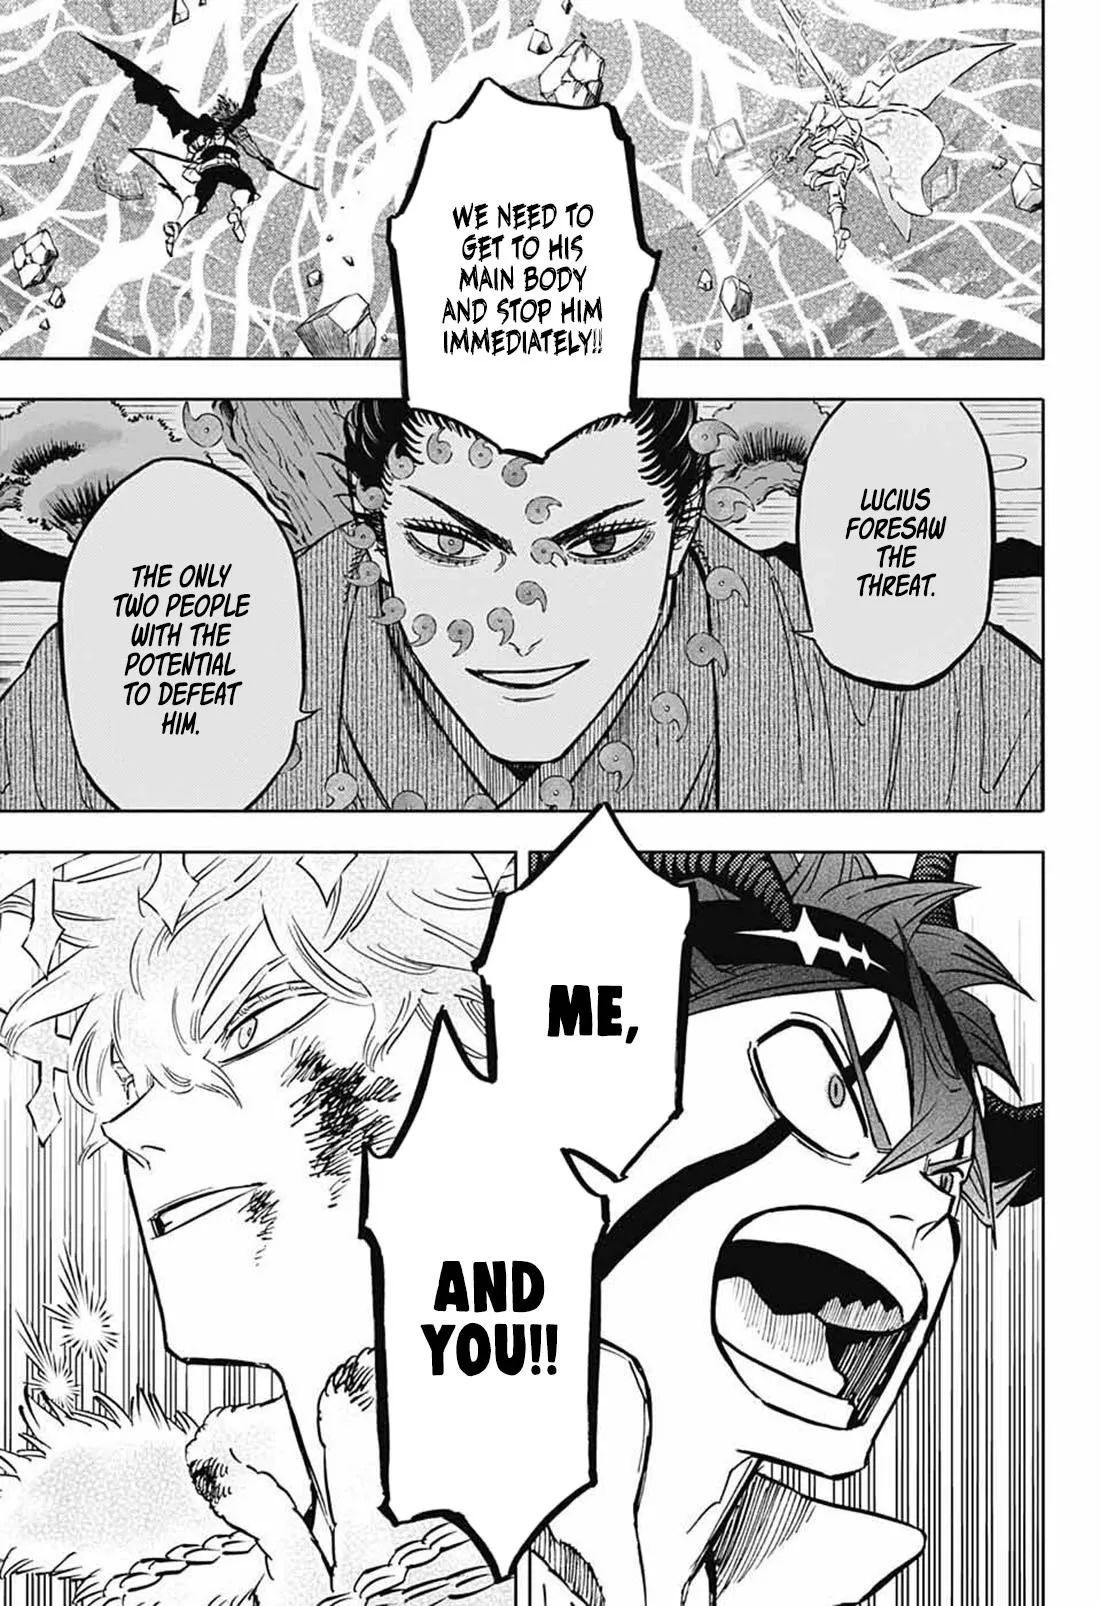 WE NEED TO
GET TO HIS
MAIN BODY
AND STOP HIM
IMMEDIATELY!!
LUCIUS
FORESAW
THE
THREAT.
THE ONLY
TWO PEOPLE
WITH THE
POTENTIAL
TO DEFEAT
HIM.
ME,
AND
YOU!!